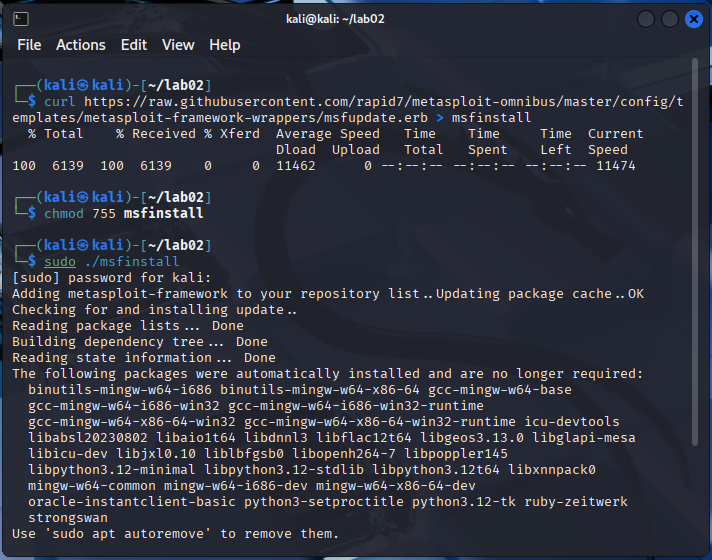 kali@kali: ~/lab02
File Actions Edit View Help
┌──(kali㉿kali)-[~/lab02]
└─$ curl https://raw.githubusercontent.com/rapid7/metasploit-omnibus/master/config/t
emplates/metasploit-framework-wrappers/msfupdate.erb > msfinstall
% Total % Received % Xferd Average Speed Time Time Time Current
Dload Upload Total Spent Left Speed
100 6139 100 6139 0 0 11462 0 --:--:-- --:--:-- --:--:-- 11474
┌──(kali㉿kali)-[~/lab02]
└─$ chmod 755 msfinstall
┌──(kali㉿kali)-[~/lab02]
└─$ sudo ./msfinstall
[sudo] password for kali:
Adding metasploit-framework to your repository list..Updating package cache..OK
Checking for and installing update..
Reading package lists... Done
Building dependency tree... Done
Reading state information... Done
The following packages were automatically installed and are no longer required:
binutils-mingw-w64-i686 binutils-mingw-w64-x86-64 gcc-mingw-w64-base
gcc-mingw-w64-i686-win32 gcc-mingw-w64-i686-win32-runtime
gcc-mingw-w64-x86-64-win32 gcc-mingw-w64-x86-64-win32-runtime icu-devtools
libabsl20230802 libaio1t64 libdnnl3 libflac12t64 libgeos3.13.0 libglapi-mesa
libicu-dev libjxl0.10 liblbfgsb0 libopenh264-7 libpoppler145
libpython3.12-minimal libpython3.12-stdlib libpython3.12t64 libxnnpack0
mingw-w64-common mingw-w64-i686-dev mingw-w64-x86-64-dev
oracle-instantclient-basic python3-setproctitle python3.12-tk ruby-zeitwerk
strongswan
Use 'sudo apt autoremove' to remove them.